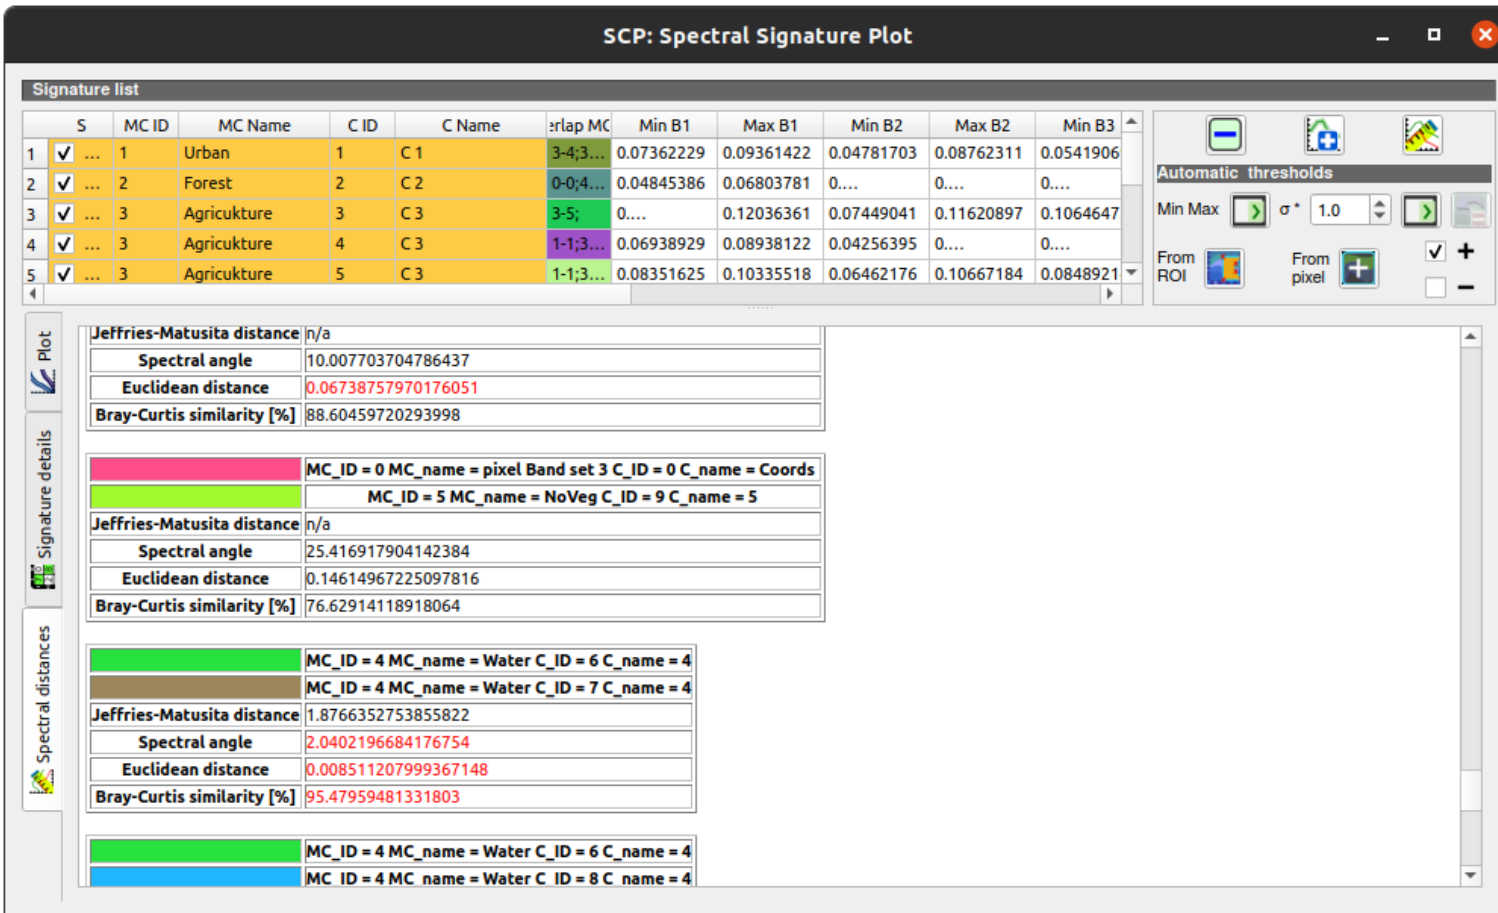 SCP: Spectral Signature Plot
Signature list
S MC ID MC Name C ID C Name erlap MC Min B1 Max B1 Min B2 Max B2 Min B3
1 ... 1 Urban 1 C 1 3-4;3... 0.07362229 0.09361422 0.04781703 0.08762311 0.0541906
2 ... 2 Forest 2 C 2 0-0;4... 0.04845386 0.06803781 0.... 0.... 0....
3 ... 3 Agricukture 3 C 3 3-5; 0.... 0.12036361 0.07449041 0.11620897 0.1064647
4 ... 3 Agricukture 4 C 3 1-1;3... 0.06938929 0.08938122 0.04256395 0.... 0....
5 ... 3 Agricukture 5 C 3 1-1;3... 0.08351625 0.10335518 0.06462176 0.10667184 0.0848921
Automatic thresholds
Min Max σ * 1.0
From ROI From pixel + −
Plot
Signature details
Spectral distances
Jeffries-Matusita distance n/a
Spectral angle 10.007703704786437
Euclidean distance 0.06738757970176051
Bray-Curtis similarity [%] 88.60459720293998
MC_ID = 0 MC_name = pixel Band set 3 C_ID = 0 C_name = Coords
MC_ID = 5 MC_name = NoVeg C_ID = 9 C_name = 5
Jeffries-Matusita distance n/a
Spectral angle 25.416917904142384
Euclidean distance 0.14614967225097816
Bray-Curtis similarity [%] 76.62914118918064
MC_ID = 4 MC_name = Water C_ID = 6 C_name = 4
MC_ID = 4 MC_name = Water C_ID = 7 C_name = 4
Jeffries-Matusita distance 1.8766352753855822
Spectral angle 2.0402196684176754
Euclidean distance 0.008511207999367148
Bray-Curtis similarity [%] 95.47959481331803
MC_ID = 4 MC_name = Water C_ID = 6 C_name = 4
MC_ID = 4 MC_name = Water C_ID = 8 C_name = 4